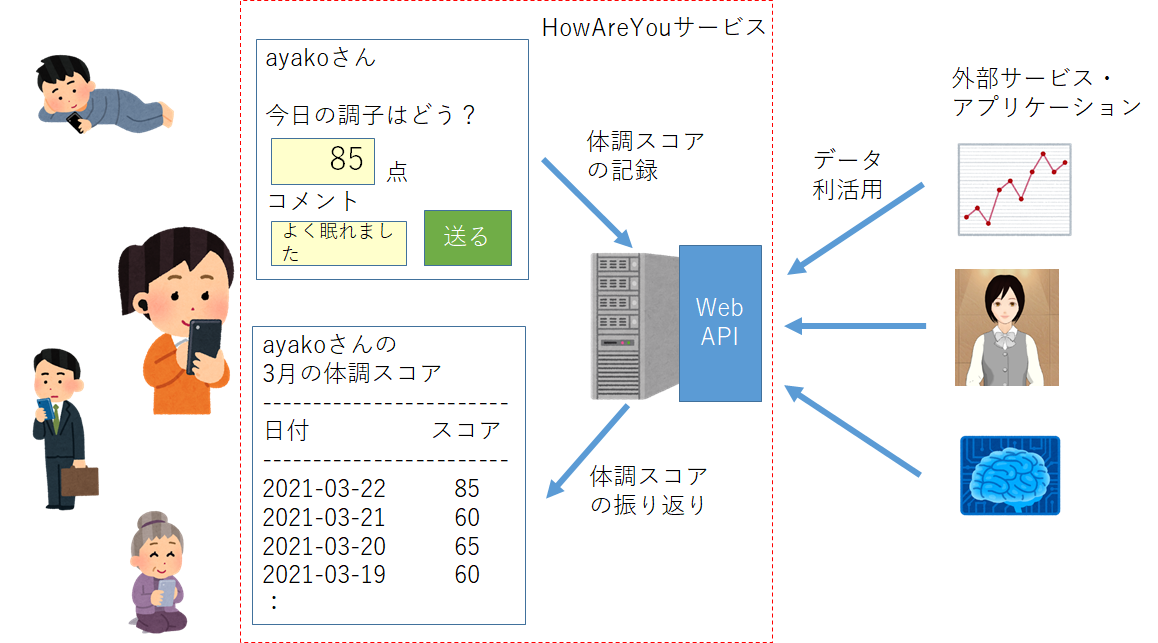 HowAreYouサービス
ayakoさん
今日の調子はどう？
85 点
コメント
よく眠れまし
た
送る
体調スコア
の記録
Web
API
ayakoさんの
3月の体調スコア
-------------------------
日付 スコア
-------------------------
2021-03-22 85
2021-03-21 60
2021-03-20 65
2021-03-19 60
：
体調スコア
の振り返り
データ
利活用
外部サービス・
アプリケーション